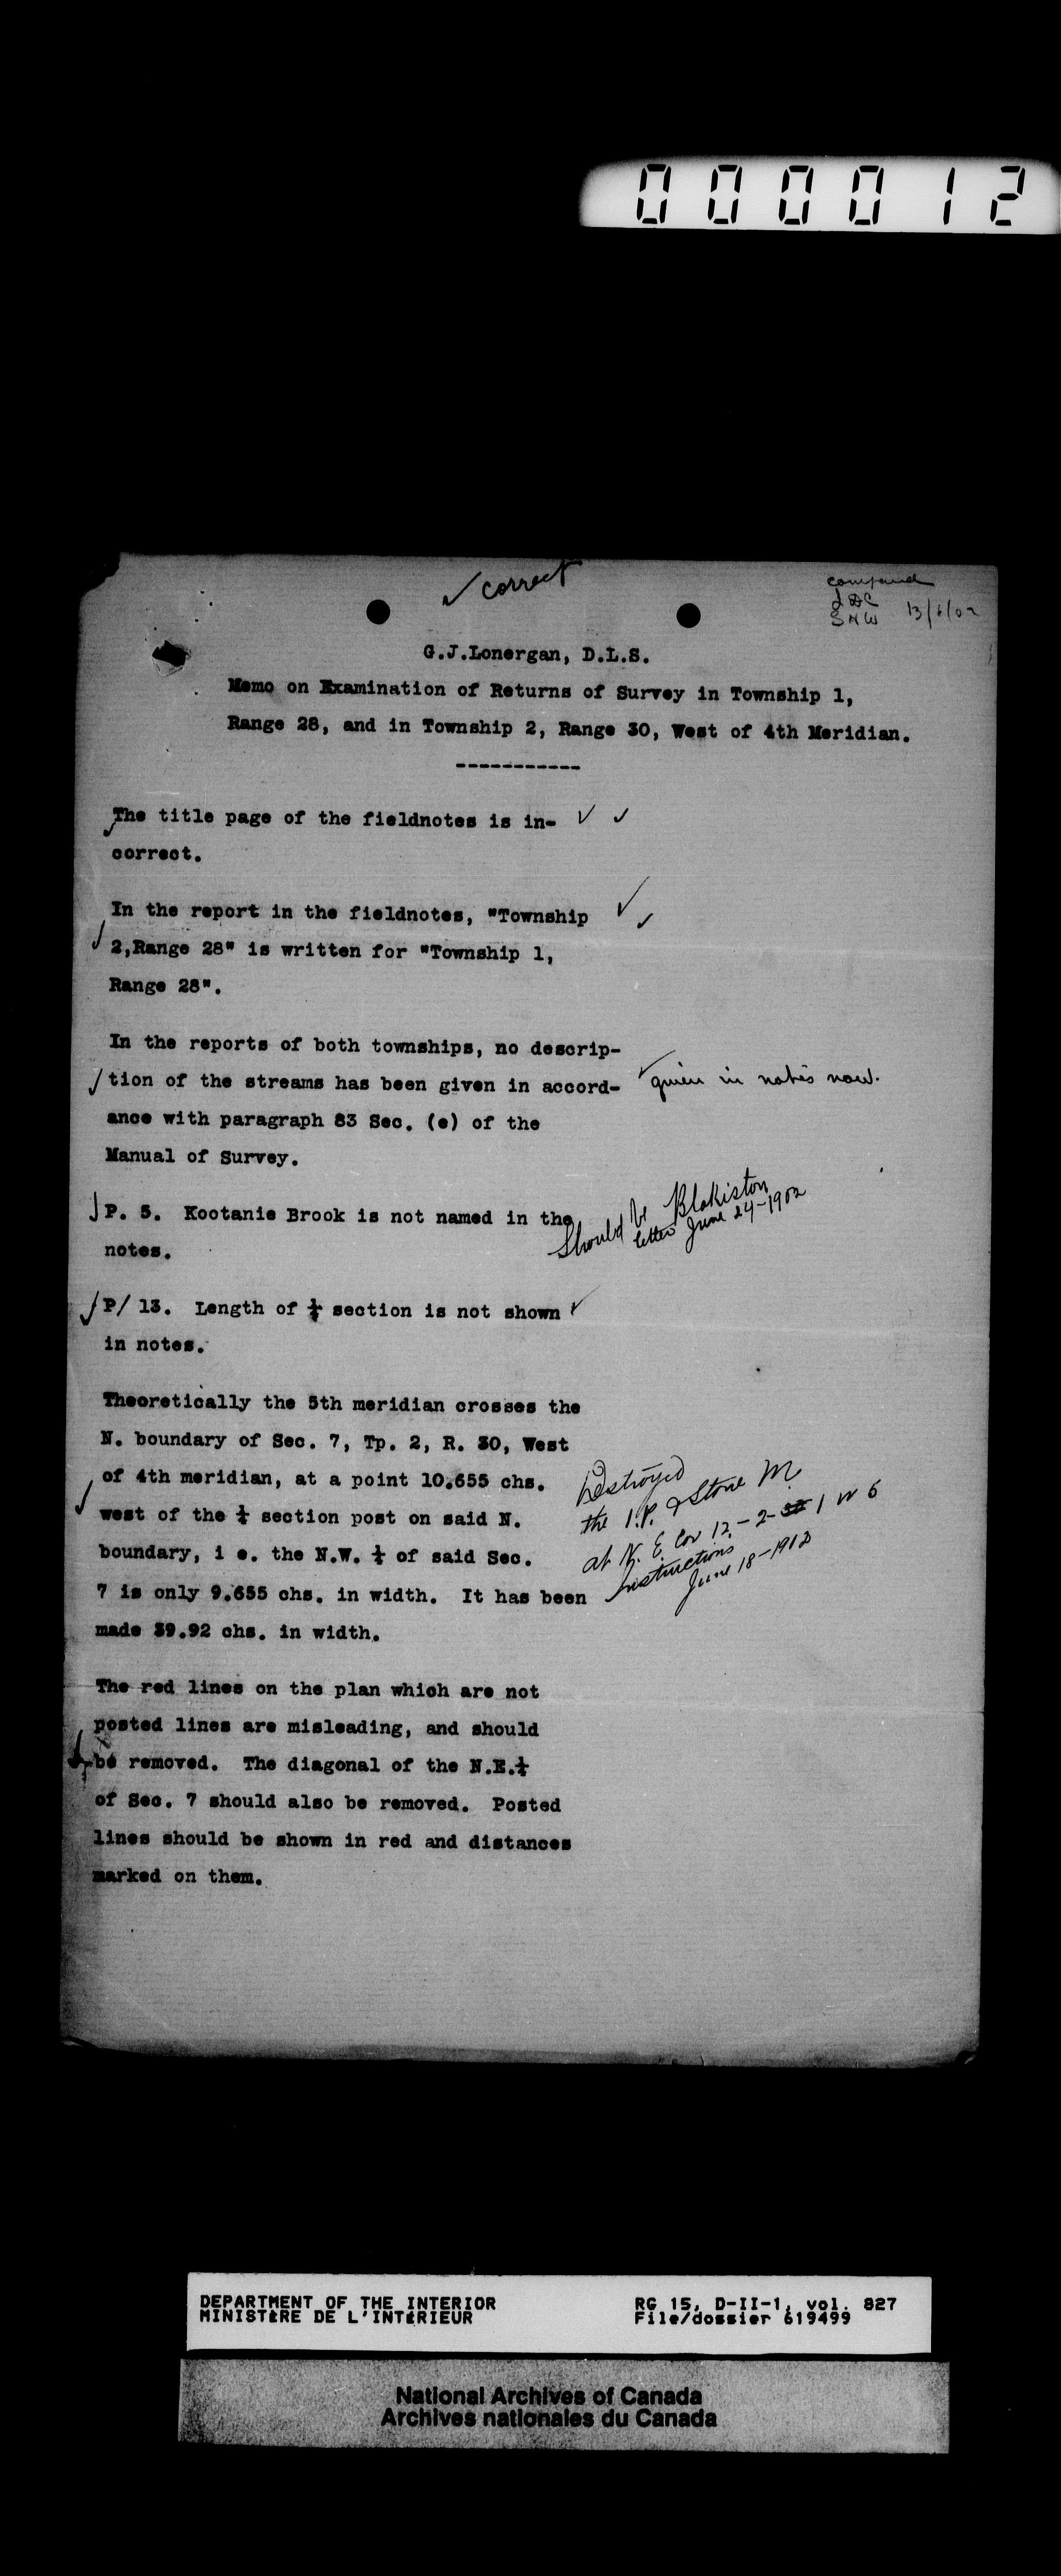 000012
✓ correct
compared
13/6/02
G.J.Lonergan, D.L.S.
Memo on Examination of Returns of Survey in Township 1,
Range 28, and in Township 2, Range 30, West of 4th Meridian.
-----------
The title page of the fieldnotes is in- ✓ ✓
correct.
In the report in the fieldnotes, "Township ✓ ✓
2,Range 28" is written for "Township 1,
Range 28".
In the reports of both townships, no descrip-
tion of the streams has been given in accord- ✓ given in notes now.
ance with paragraph 83 Sec. (e) of the
Manual of Survey.
P. 5. Kootanie Brook is not named in the Should be Blakiston
notes. letter June 24-1902
P/ 13. Length of ¼ section is not shown ✓
in notes.
Theoretically the 5th meridian crosses the
N. boundary of Sec. 7, Tp. 2, R. 30, West
of 4th meridian, at a point 10.655 chs.
west of the ¼ section post on said N.
boundary, i e. the N.W. ¼ of said Sec.
7 is only 9.655 chs. in width. It has been
made 39.92 chs. in width.
Destroyed
the I.P. & Stone M
at N. E Cor 12-2-1 W 5
Instructions
June 18-1902
The red lines on the plan which are not
posted lines are misleading, and should
be removed. The diagonal of the N.E.¼
of Sec. 7 should also be removed. Posted
lines should be shown in red and distances
marked on them.
DEPARTMENT OF THE INTERIOR RG 15, D-II-1, vol. 827
MINISTÈRE DE L'INTÉRIEUR File/dossier 619499
National Archives of Canada
Archives nationales du Canada